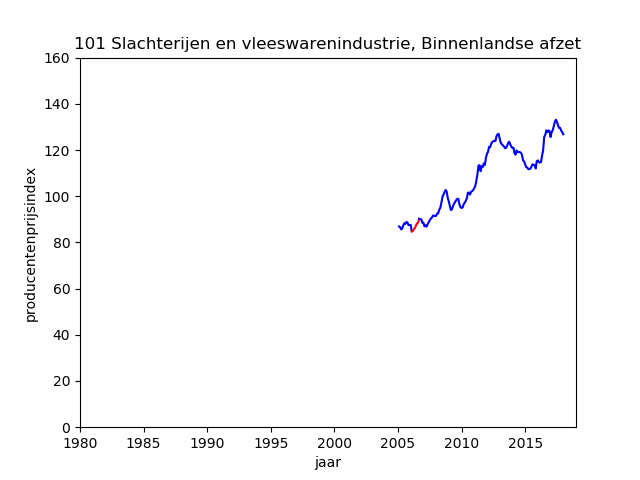 101 Slachterijen en vleeswarenindustrie, Binnenlandse afzet
160
140
120
100
80
60
40
20
0
producentenprijsindex
1980 1985 1990 1995 2000 2005 2010 2015
jaar